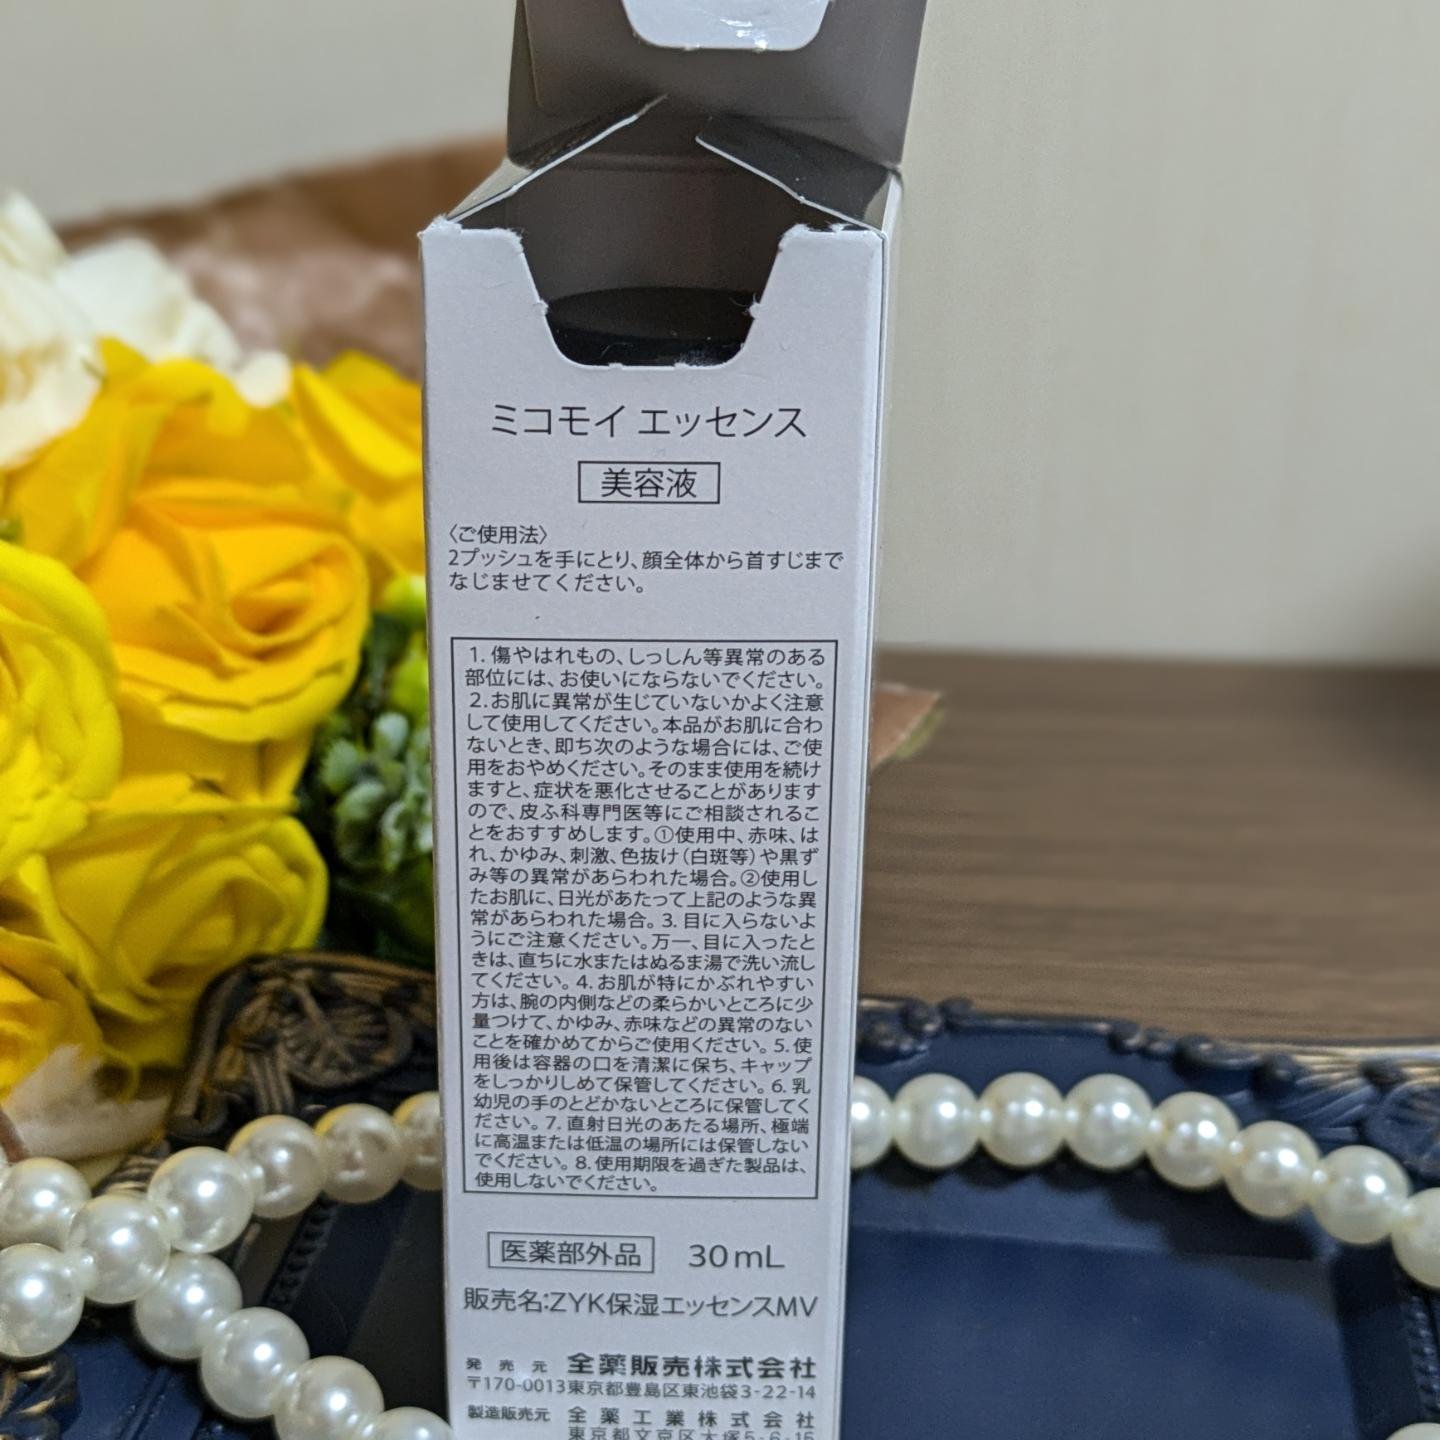 ミコモイ エッセンス
美容液
〈ご使用法〉
2プッシュを手にとり、顔全体から首すじまで
なじませてください。
1. 傷やはれもの、しっしん等異常のある
部位には、お使いにならないでください。
2.お肌に異常が生じていないかよく注意
して使用してください。本品がお肌に合わ
ないとき、即ち次のような場合には、ご使
用をおやめください。そのまま使用を続け
ますと、症状を悪化させることがあります
ので、皮ふ科専門医等にご相談されるこ
とをおすすめします。①使用中、赤味、は
れ、かゆみ、刺激、色抜け(白斑等)や黒ず
み等の異常があらわれた場合。②使用し
たお肌に、日光があたって上記のような異
常があらわれた場合。3. 目に入らないよ
うにご注意ください。万一、目に入ったと
きは、直ちに水またはぬるま湯で洗い流し
てください。4. お肌が特にかぶれやすい
方は、腕の内側などの柔らかいところに少
量つけて、かゆみ、赤味などの異常のない
ことを確かめてからご使用ください。5. 使
用後は容器の口を清潔に保ち、キャップ
をしっかりしめて保管してください。6. 乳
幼児の手のとどかないところに保管してく
ださい。7. 直射日光のあたる場所、極端
に高温または低温の場所には保管しない
でください。8. 使用期限を過ぎた製品は、
使用しないでください。
医薬部外品 30mL
販売名:ZYK保湿エッセンスMV
発売元 全薬販売株式会社
〒170-0013東京都豊島区東池袋3-22-14
製造販売元 全薬工業株式会社
東京都文京区大塚5-6-15